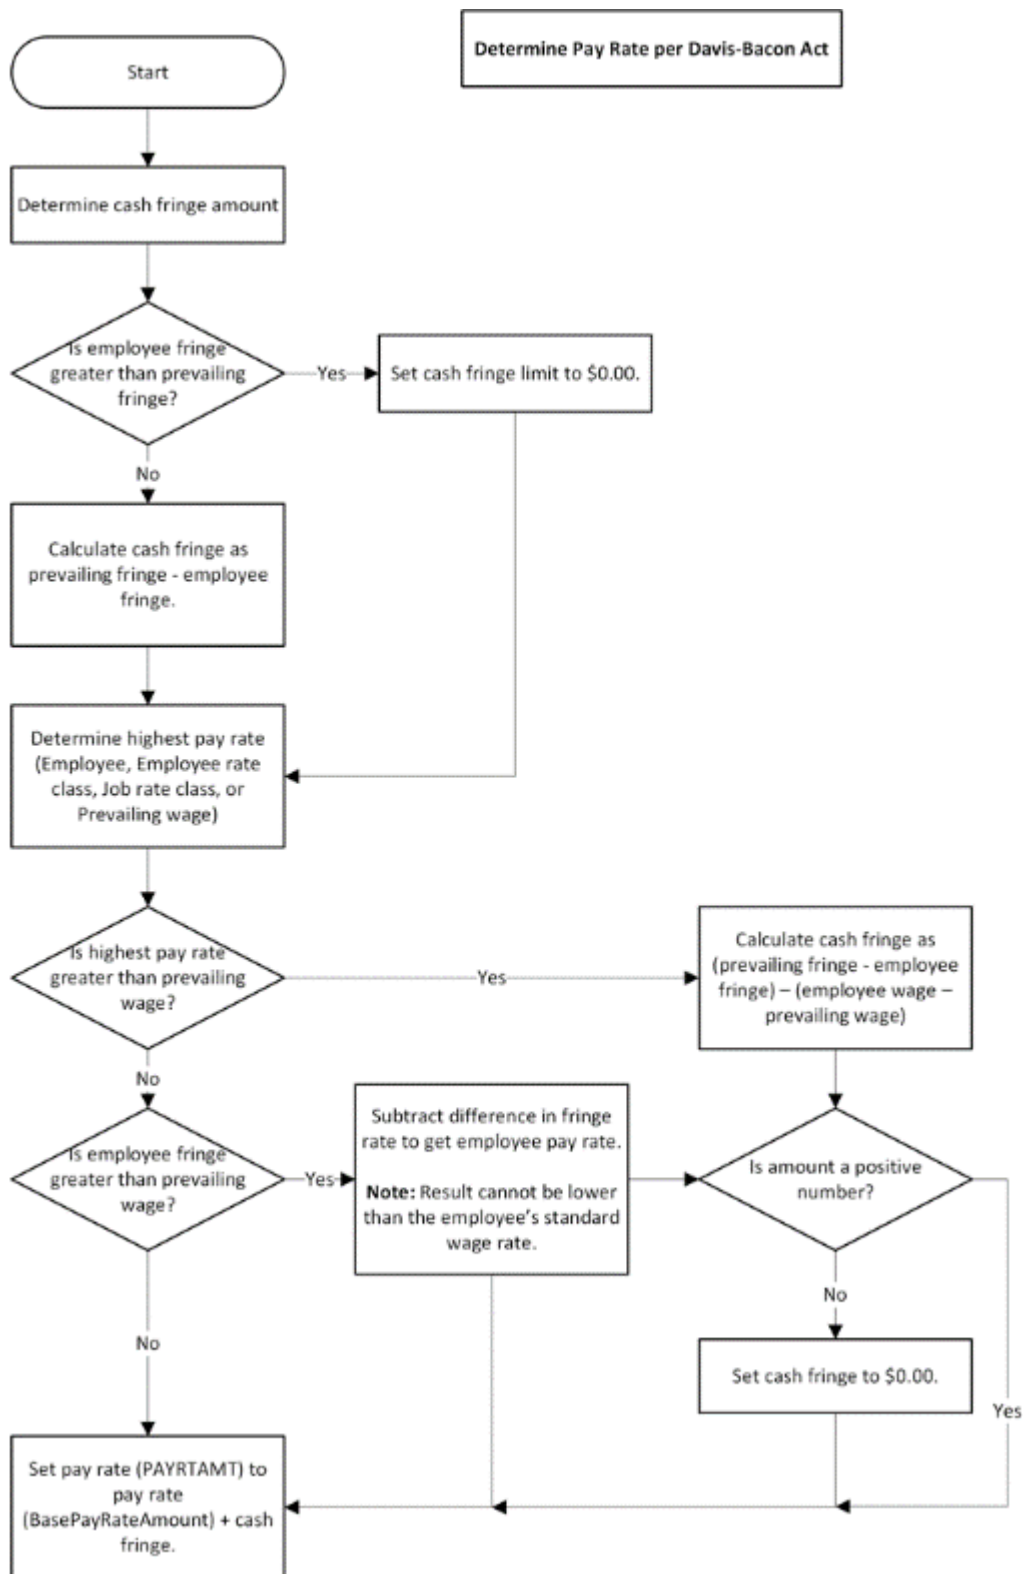 Determine Pay Rate per Davis-Bacon Act
Start
Determine cash fringe amount
Is employee fringe
greater than prevailing
fringe?
Yes
Set cash fringe limit to $0.00.
No
Calculate cash fringe as
prevailing fringe - employee
fringe.
Determine highest pay rate
(Employee, Employee rate
class, Job rate class, or
Prevailing wage)
Is highest pay rate
greater than prevailing
wage?
Yes
Calculate cash fringe as
(prevailing fringe - employee
fringe) – (employee wage –
prevailing wage)
No
Is employee fringe
greater than prevailing
wage?
Yes
Subtract difference in fringe
rate to get employee pay rate.
Note: Result cannot be lower
than the employee's standard
wage rate.
Is amount a positive
number?
No
No
Set cash fringe to $0.00.
Yes
Set pay rate (PAYRTAMT) to
pay rate
(BasePayRateAmount) + cash
fringe.